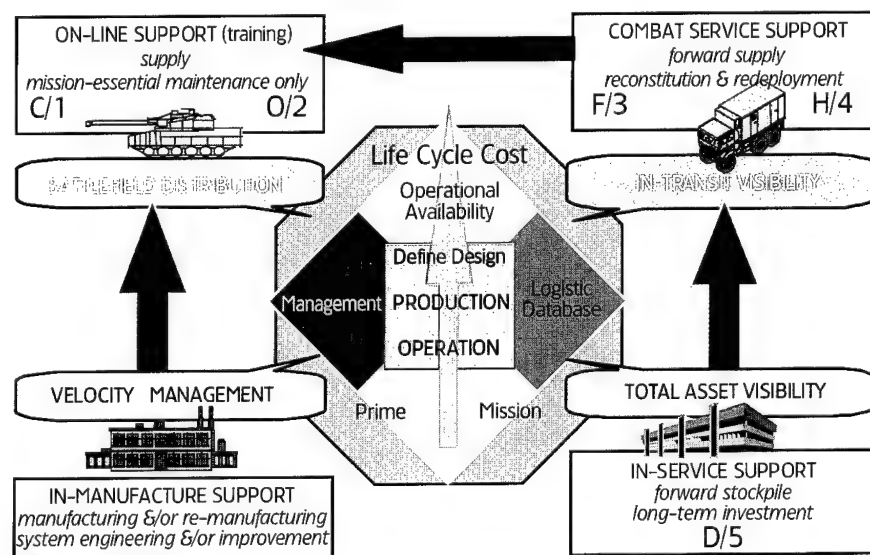 ON-LINE SUPPORT (training)
supply
mission-essential maintenance only
C/1 O/2
COMBAT SERVICE SUPPORT
forward supply
reconstitution & redeployment
F/3 H/4
BATTLEFIELD DISTRIBUTION
IN-TRANSIT VISIBILITY
Life Cycle Cost
Operational
Availability
Define Design
Management
PRODUCTION
Logistic
Database
OPERATION
VELOCITY MANAGEMENT
TOTAL ASSET VISIBILITY
Prime
Mission
IN-MANUFACTURE SUPPORT
manufacturing &/or re-manufacturing
system engineering &/or improvement
IN-SERVICE SUPPORT
forward stockpile
long-term investment
D/5